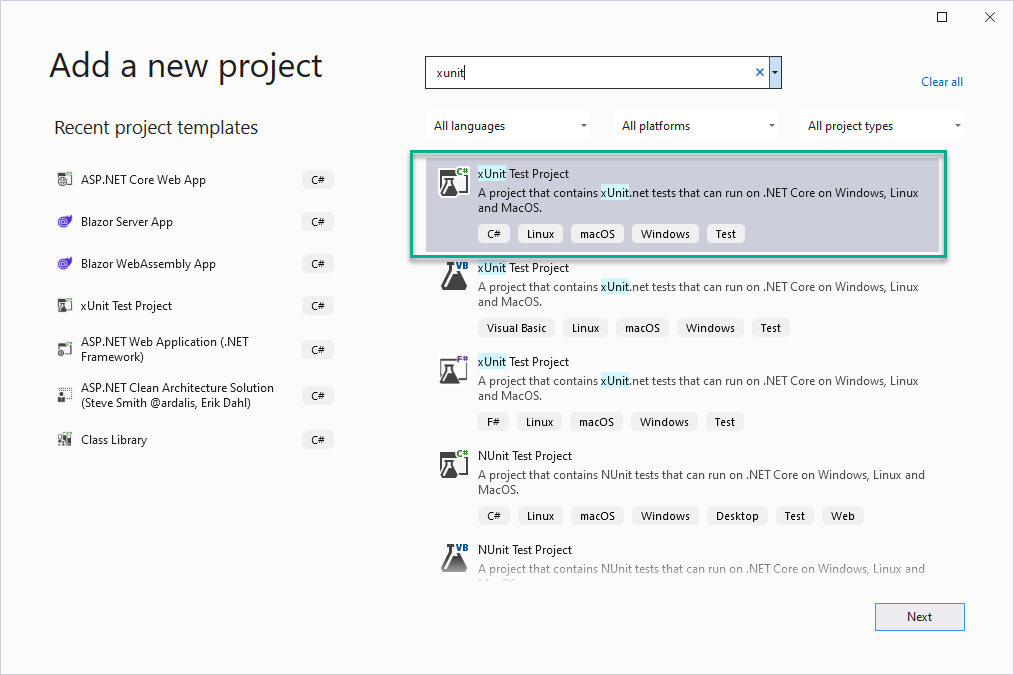 Add a new project
xunit
Clear all
Recent project templates
All languages
All platforms
All project types
ASP.NET Core Web App
C#
Blazor Server App
C#
Blazor WebAssembly App
C#
xUnit Test Project
C#
ASP.NET Web Application (.NET
Framework)
C#
ASP.NET Clean Architecture Solution
(Steve Smith @ardalis, Erik Dahl)
C#
Class Library
C#
C#
xUnit Test Project
A project that contains xUnit.net tests that can run on .NET Core on Windows, Linux
and MacOS.
C#
Linux
macOS
Windows
Test
VB
xUnit Test Project
A project that contains xUnit.net tests that can run on .NET Core on Windows, Linux
and MacOS.
Visual Basic
Linux
macOS
Windows
Test
F#
xUnit Test Project
A project that contains xUnit.net tests that can run on .NET Core on Windows, Linux
and MacOS.
F#
Linux
macOS
Windows
Test
C#
NUnit Test Project
A project that contains NUnit tests that can run on .NET Core on Windows, Linux and
MacOS.
C#
Linux
macOS
Windows
Desktop
Test
Web
VB
NUnit Test Project
A project that contains NUnit tests that can run on .NET Core on Windows, Linux and
Next